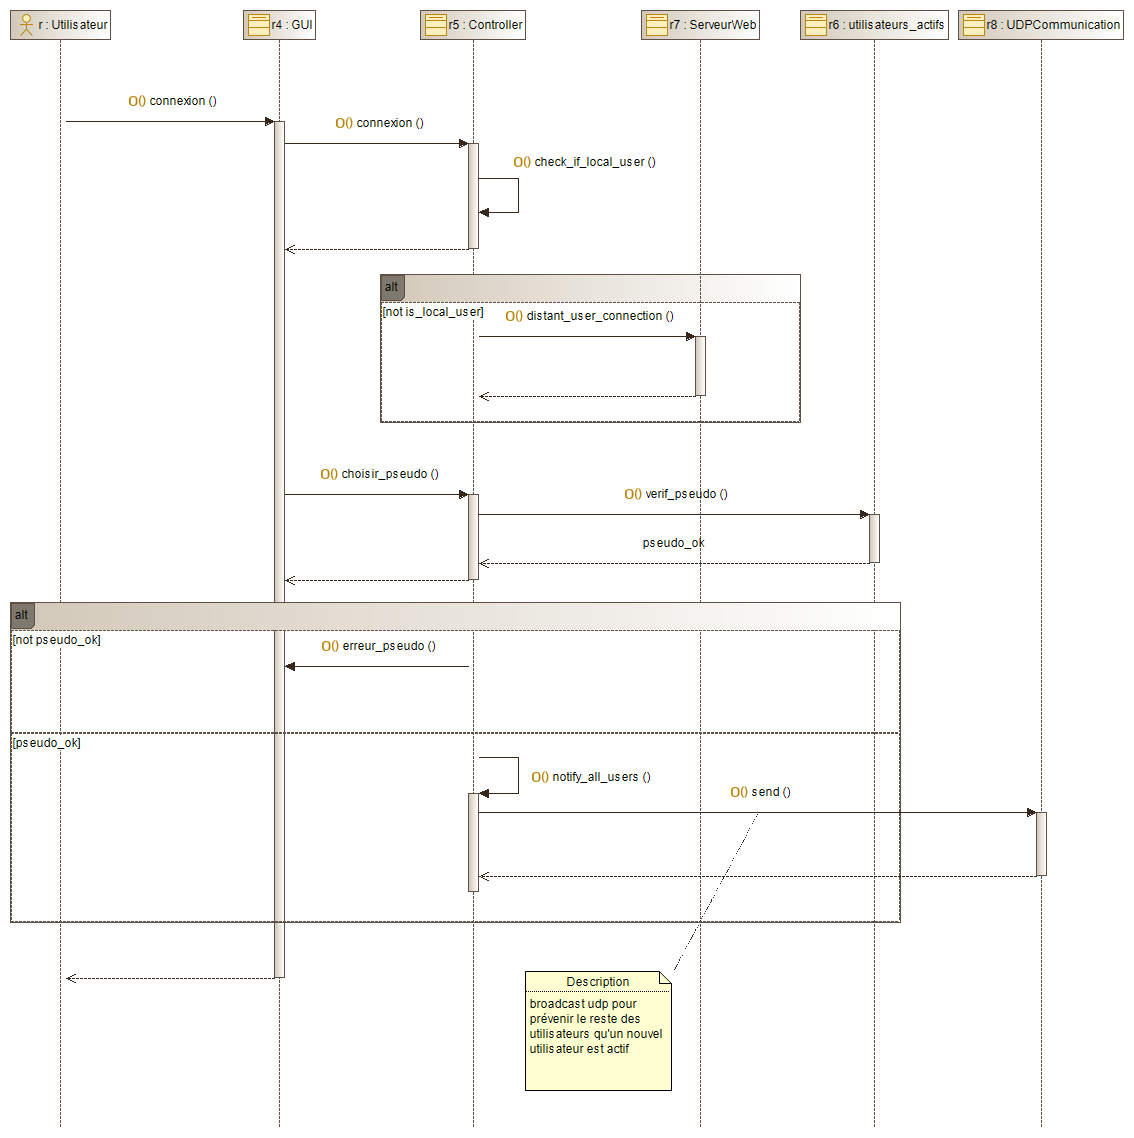 r : Utilisateur
r4 : GUI
r5 : Controller
r7 : ServeurWeb
r6 : utilisateurs_actifs
r8 : UDPCommunication
O() connexion ()
O() connexion ()
O() check_if_local_user ()
alt
[not is_local_user]
O() distant_user_connection ()
O() choisir_pseudo ()
O() verif_pseudo ()
pseudo_ok
alt
[not pseudo_ok]
O() erreur_pseudo ()
[pseudo_ok]
O() notify_all_users ()
O() send ()
Description
broadcast udp pour
prévenir le reste des
utilisateurs qu'un nouvel
utilisateur est actif